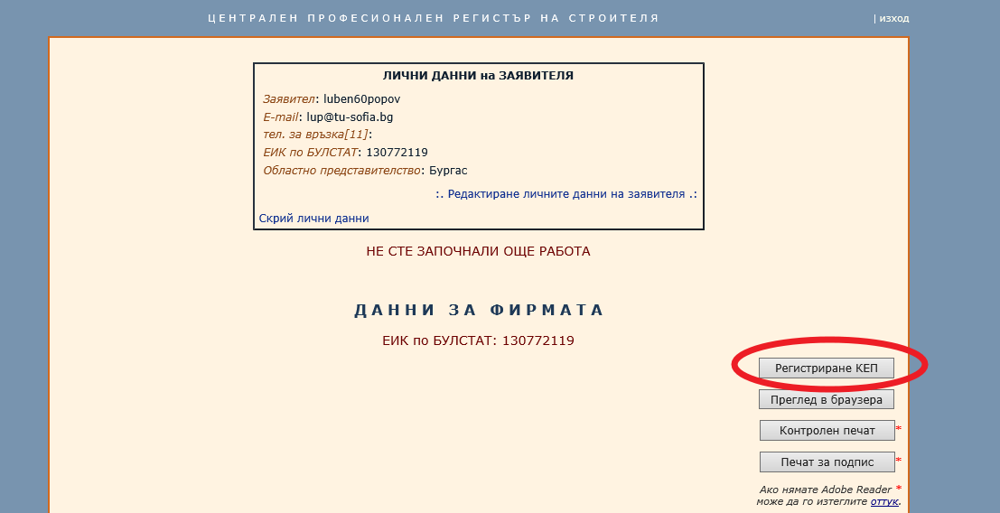 ЦЕНТРАЛЕН ПРОФЕСИОНАЛЕН РЕГИСТЪР НА СТРОИТЕЛЯ
| изход
ЛИЧНИ ДАННИ на ЗАЯВИТЕЛЯ
Заявител: luben60popov
E-mail: lup@tu-sofia.bg
тел. за връзка[11]:
ЕИК по БУЛСТАТ: 130772119
Областно представителство: Бургас
:. Редактиране личните данни на заявителя .:
Скрий лични данни
НЕ СТЕ ЗАПОЧНАЛИ ОЩЕ РАБОТА
ДАННИ ЗА ФИРМАТА
ЕИК по БУЛСТАТ: 130772119
Регистриране КЕП
Преглед в браузера
Контролен печат *
Печат за подпис *
Ако нямате Adobe Reader *
може да го изтеглите оттук.